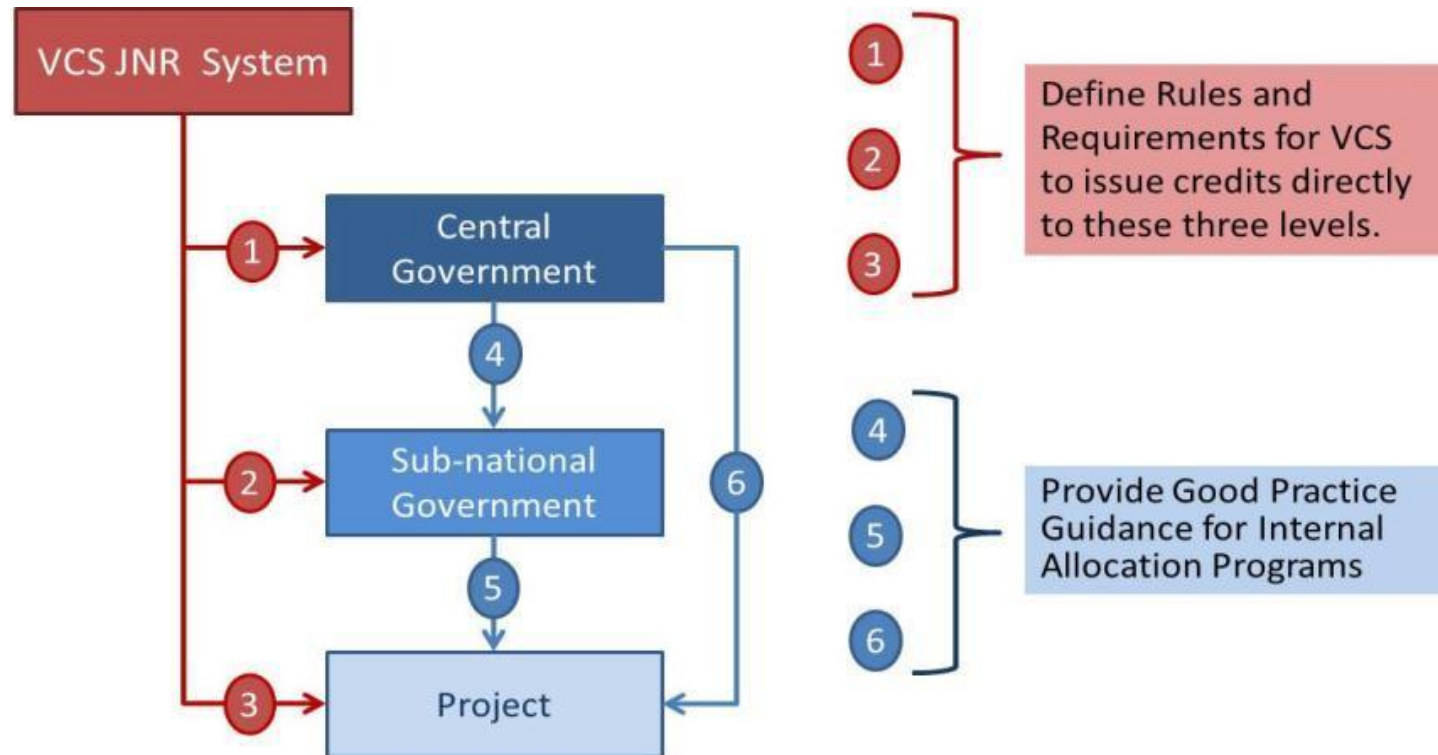 VCS JNR System
1
Central
Government
4
2
Sub-national
Government
6
5
3
Project
1
2
3
Define Rules and
Requirements for VCS
to issue credits directly
to these three levels.
4
5
6
Provide Good Practice
Guidance for Internal
Allocation Programs